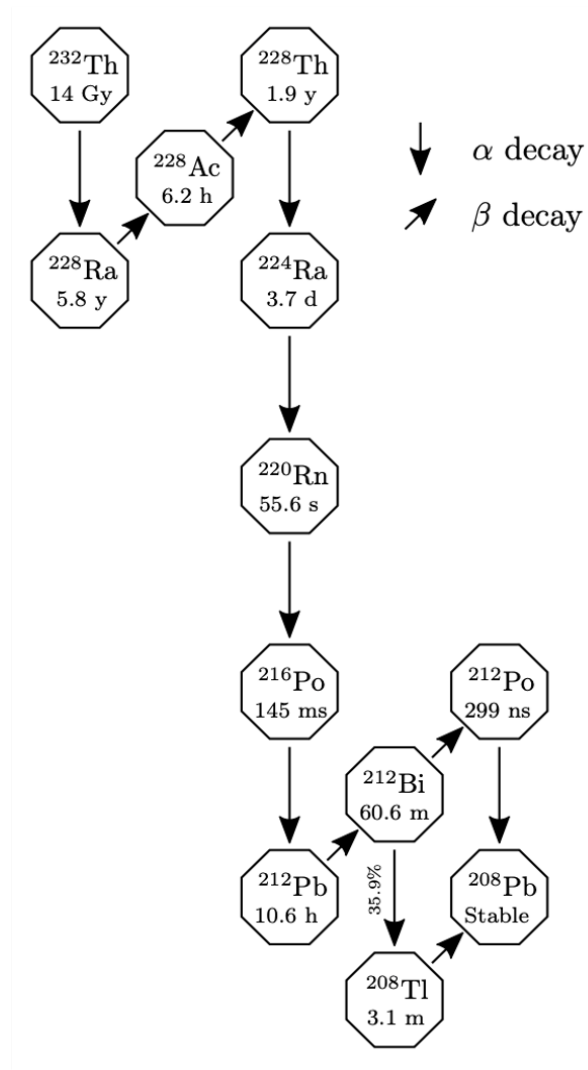 ²³²Th
14 Gy
²²⁸Th
1.9 y
α decay
²²⁸Ac
6.2 h
β decay
²²⁸Ra
5.8 y
²²⁴Ra
3.7 d
²²⁰Rn
55.6 s
²¹⁶Po
145 ms
²¹²Po
299 ns
²¹²Bi
60.6 m
²¹²Pb
10.6 h
35.9%
²⁰⁸Pb
Stable
²⁰⁸Tl
3.1 m